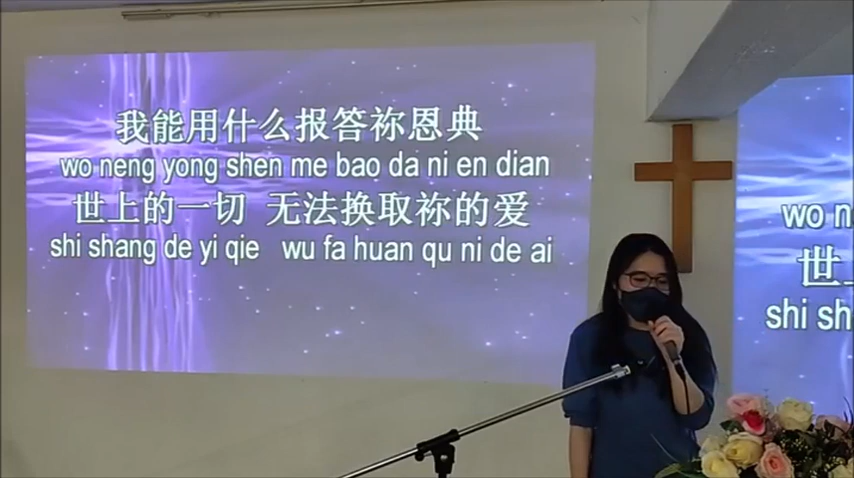 我能用什么报答祢恩典
wo neng yong shen me bao da ni en dian
世上的一切 无法换取祢的爱
shi shang de yi qie wu fa huan qu ni de ai
wo n
世
shi sh